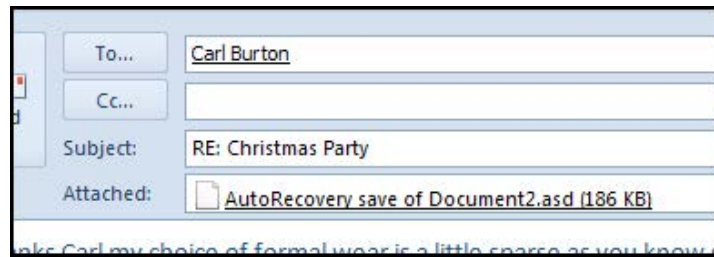 To...
Carl Burton
Cc...
Subject:
RE: Christmas Party
Attached:
AutoRecovery save of Document2.asd (186 KB)
Carl my choice of formal wear is a little sparse as you know